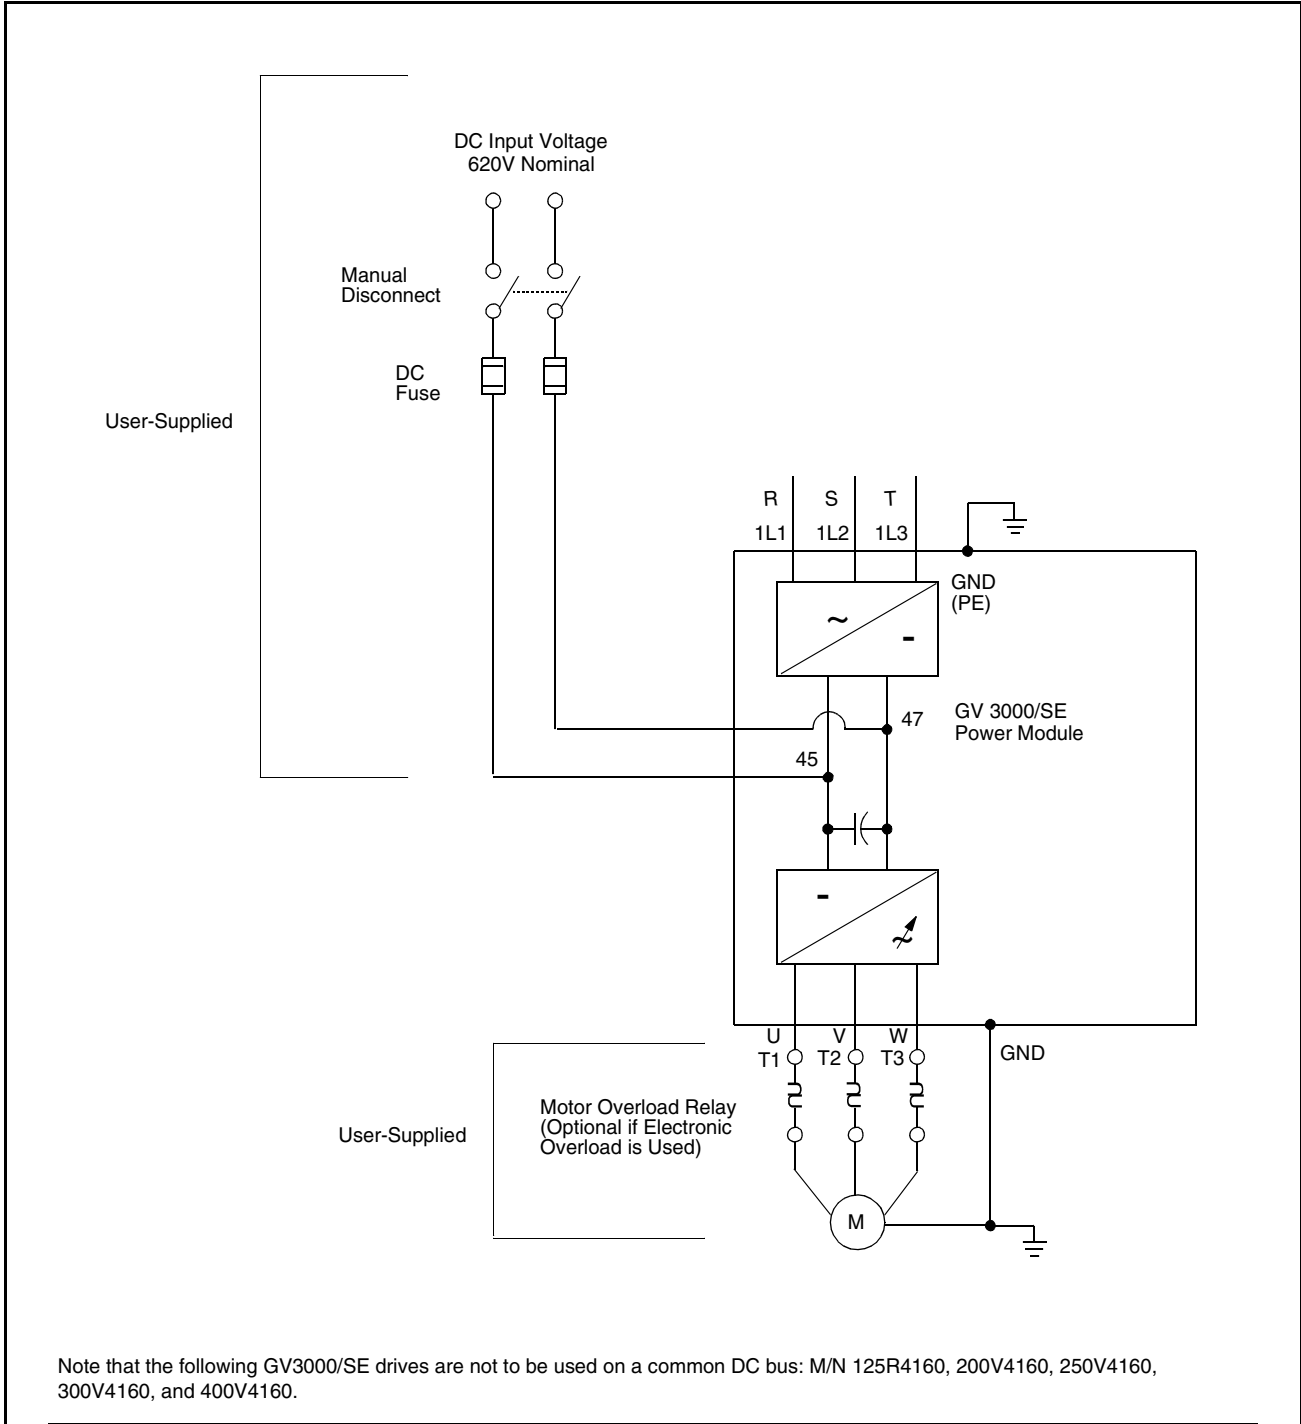 DC Input Voltage
620V Nominal
Manual
Disconnect
DC
Fuse
User-Supplied
R S T
1L1 1L2 1L3
GND
(PE)
~
-
47
GV 3000/SE
Power Module
45
-
~
U V W
T1 T2 T3
GND
Motor Overload Relay
(Optional if Electronic
Overload is Used)
User-Supplied
M
Note that the following GV3000/SE drives are not to be used on a common DC bus: M/N 125R4160, 200V4160, 250V4160,
300V4160, and 400V4160.